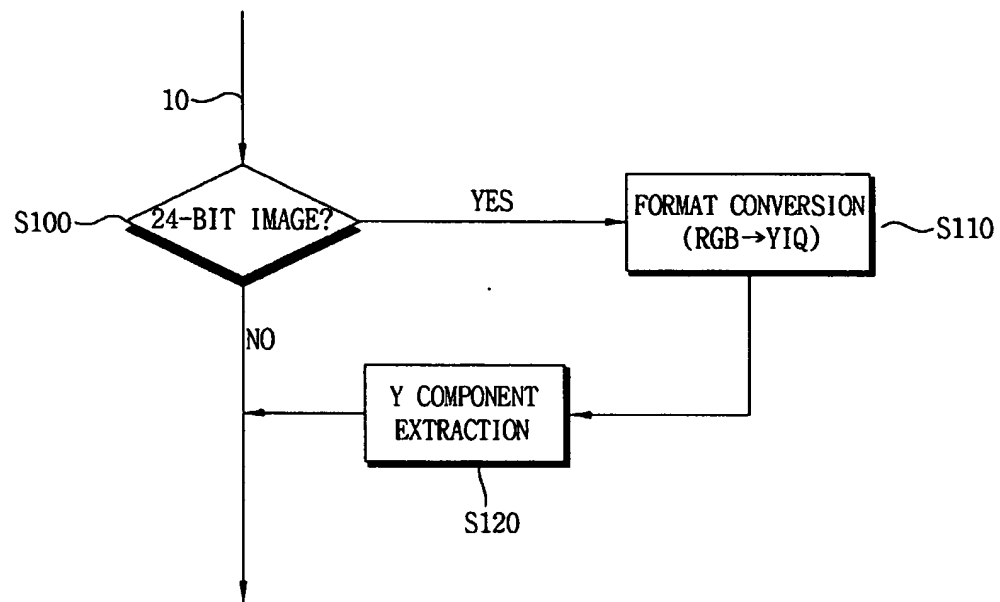 10
S100
24-BIT IMAGE?
YES
FORMAT CONVERSION
(RGB→YIQ)
S110
NO
Y COMPONENT
EXTRACTION
S120